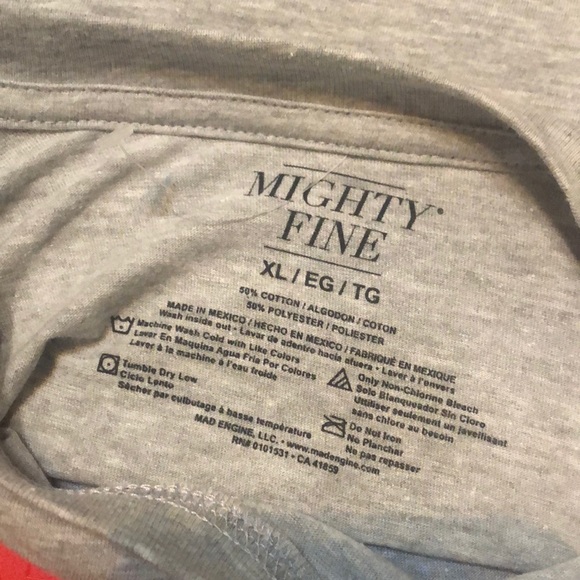 MIGHTY®
FINE
XL / EG / TG
50% COTTON / ALGODON / COTON
50% POLYESTER / POLIESTER
MADE IN MEXICO / HECHO EN MEXICO / FABRIQUÉ EN MEXIQUE
Wash inside out • Lavar de adentro hacia afuera • Laver à l'envers
Machine Wash Cold with Like Colors
Lavar En Maquina Agua Fria Por Colores
Laver à la machine à l'eau froide
Only Non-Chlorine Bleach
Solo Blanqueador Sin Cloro
Utiliser seulement un javellisant
sans chlore au besoin
Tumble Dry Low
Ciclo Lento
Sécher par culbutage à basse température
Do Not Iron
No Planchar
Ne pas repasser
MAD ENGINE, LLC. • www.madengine.com
RN# 0101531 • CA 41859